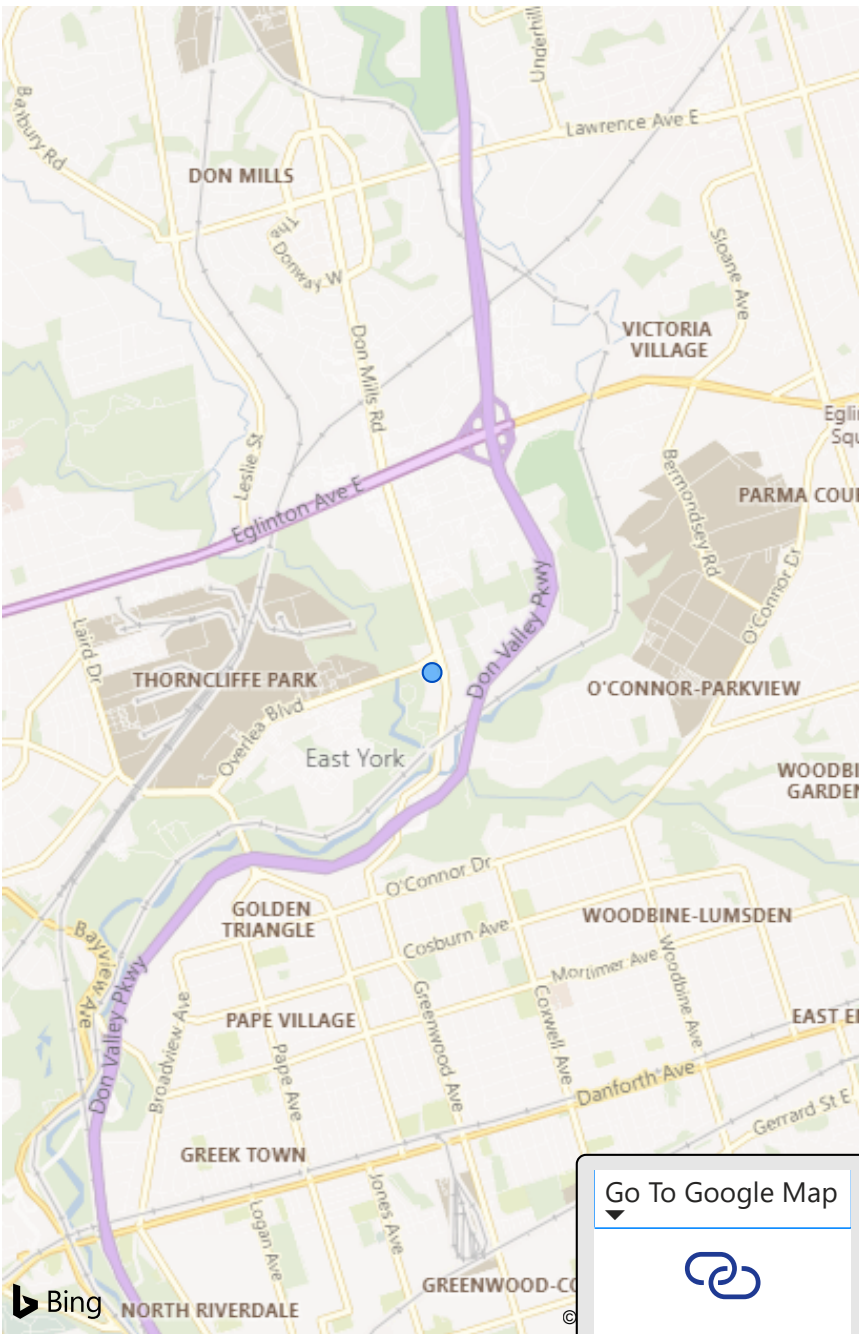 Underhill
Banbury Rd
Lawrence Ave E
DON MILLS
The
Donway W
Sloane Ave
Don Mills Rd
VICTORIA
VILLAGE
Leslie St
Eglinton Ave E
Eglin
Squ
Bermondsey Rd
PARMA COU
O'Connor Dr
Don Valley Pkwy
Laird Dr
THORNCLIFFE PARK
O'CONNOR-PARKVIEW
Overlea Blvd
East York
WOODBI
GARDEN
O'Connor Dr
GOLDEN
TRIANGLE
WOODBINE-LUMSDEN
Cosburn Ave
Mortimer Ave
Bayview Ave
Don Valley Pkwy
Broadview Ave
PAPE VILLAGE
Pape Ave
Greenwood Ave
Coxwell Ave
Woodbine Ave
EAST E
Danforth Ave
Gerrard St E
GREEK TOWN
Logan Ave
Jones Ave
Go To Google Map
GREENWOOD-CO
Bing
NORTH RIVERDALE
©